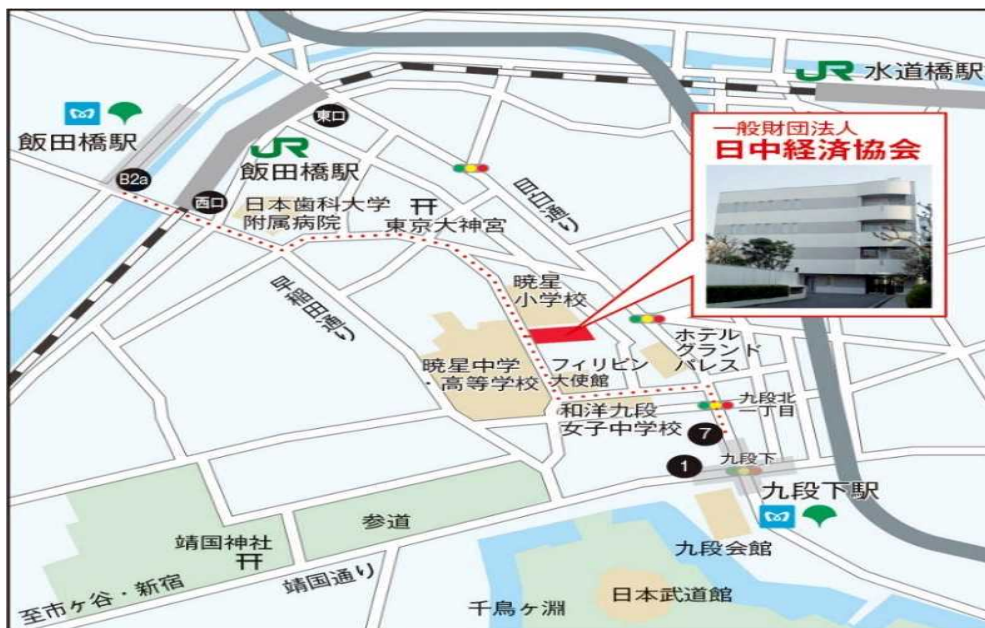 JR 水道橋駅
一般財団法人
日中経済協会
飯田橋駅
B2a
東口
JR
飯田橋駅
西口
日本歯科大学
附属病院
東京大神宮
目白通り
早稲田通り
暁星
小学校
ホテル
グランド
パレス
暁星中学
・高等学校
フィリピン
大使館
和洋九段
女子中学校
九段北
一丁目
7
1
九段下
九段下駅
九段会館
参道
靖国神社
靖国通り
至市ヶ谷・新宿
千鳥ヶ淵
日本武道館